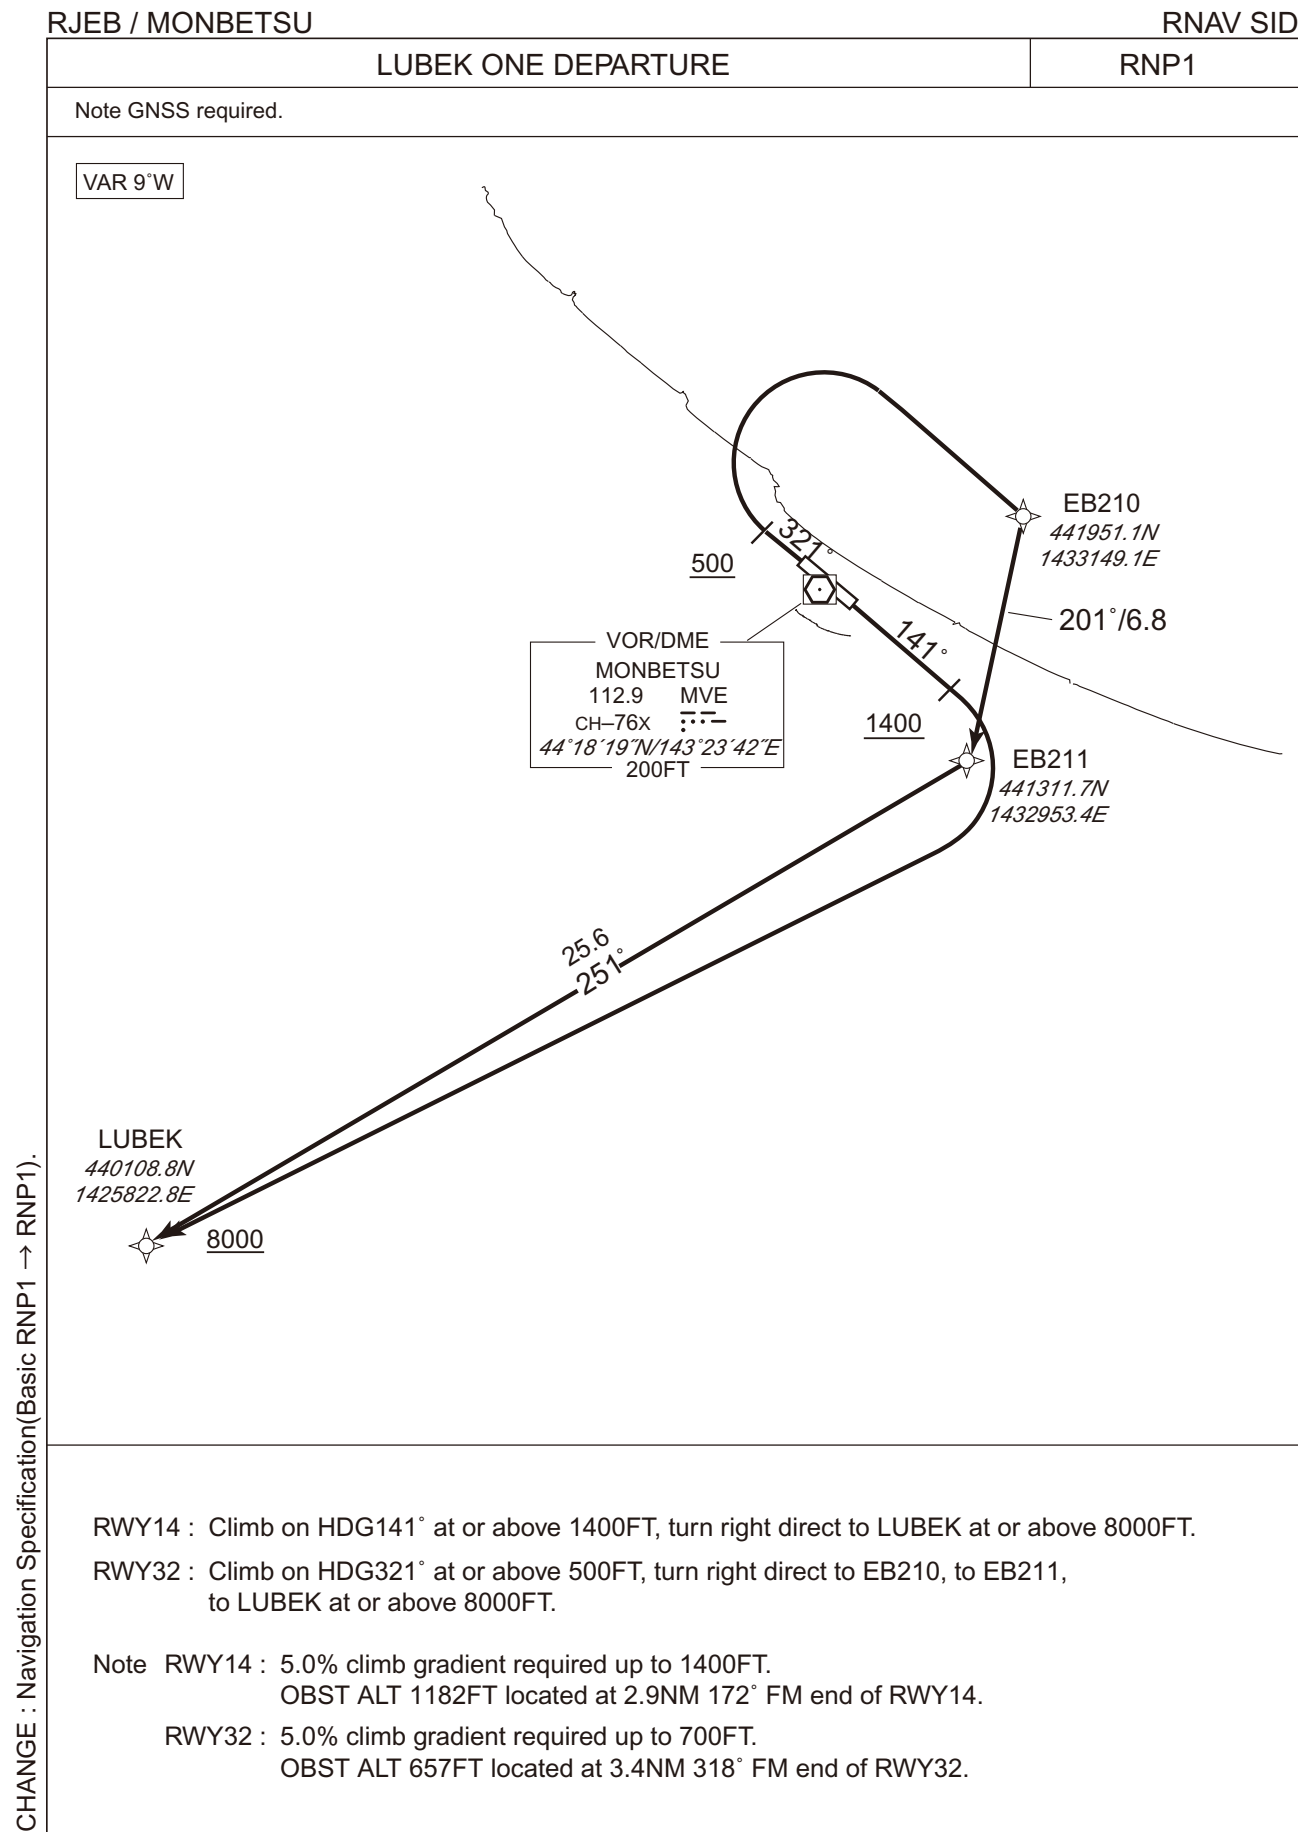 RJEB / MONBETSU
RNAV SID
LUBEK ONE DEPARTURE
RNP1
Note GNSS required.
VAR 9˚W
EB210
441951.1N
1433149.1E
321˚
500
201˚/6.8
141˚
VOR/DME
MONBETSU
112.9 MVE
CH–76X
44˚18´19˝N/143˚23´42˝E
200FT
1400
EB211
441311.7N
1432953.4E
25.6
251˚
LUBEK
440108.8N
1425822.8E
8000
RWY14 : Climb on HDG141˚ at or above 1400FT, turn right direct to LUBEK at or above 8000FT.
RWY32 : Climb on HDG321˚ at or above 500FT, turn right direct to EB210, to EB211,
to LUBEK at or above 8000FT.
Note RWY14 : 5.0% climb gradient required up to 1400FT.
OBST ALT 1182FT located at 2.9NM 172˚ FM end of RWY14.
RWY32 : 5.0% climb gradient required up to 700FT.
OBST ALT 657FT located at 3.4NM 318˚ FM end of RWY32.
CHANGE : Navigation Specification(Basic RNP1 → RNP1).